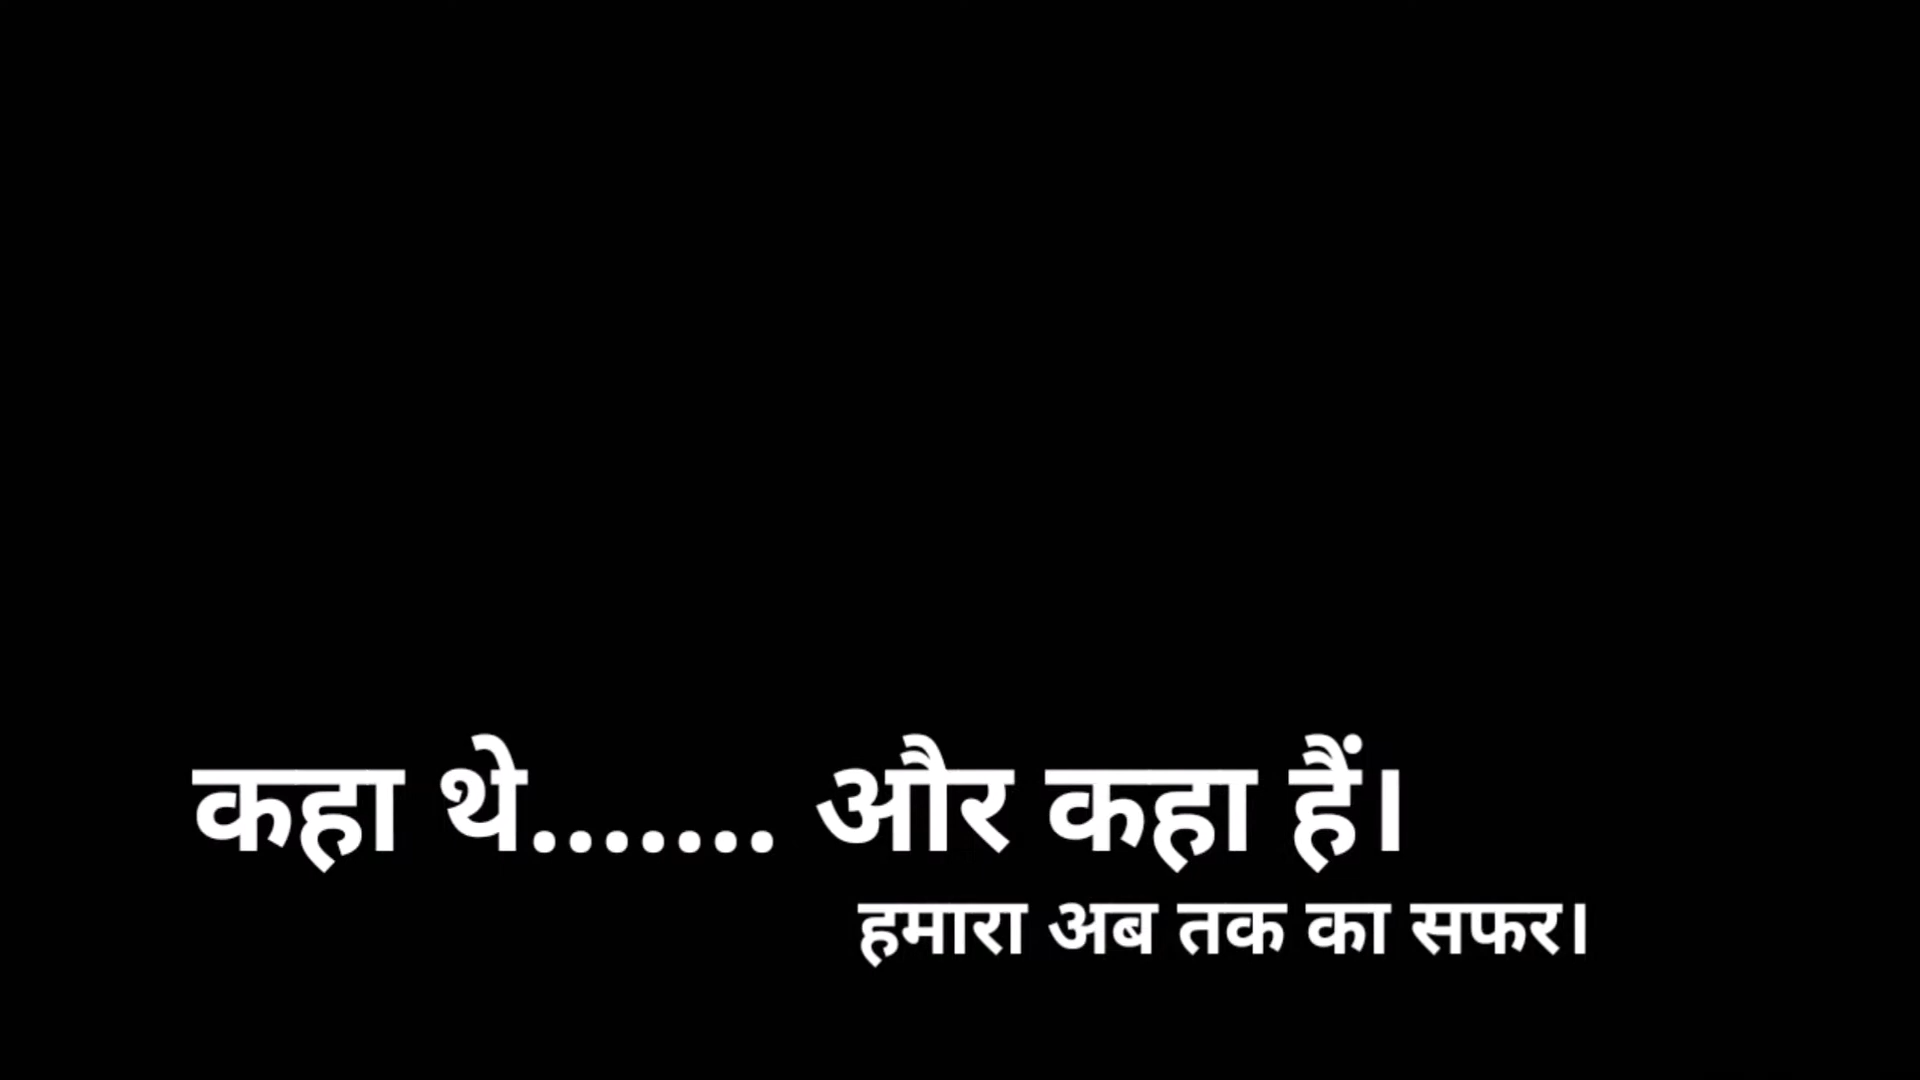 कहा थे....... और कहा हैं।
हमारा अब तक का सफर।